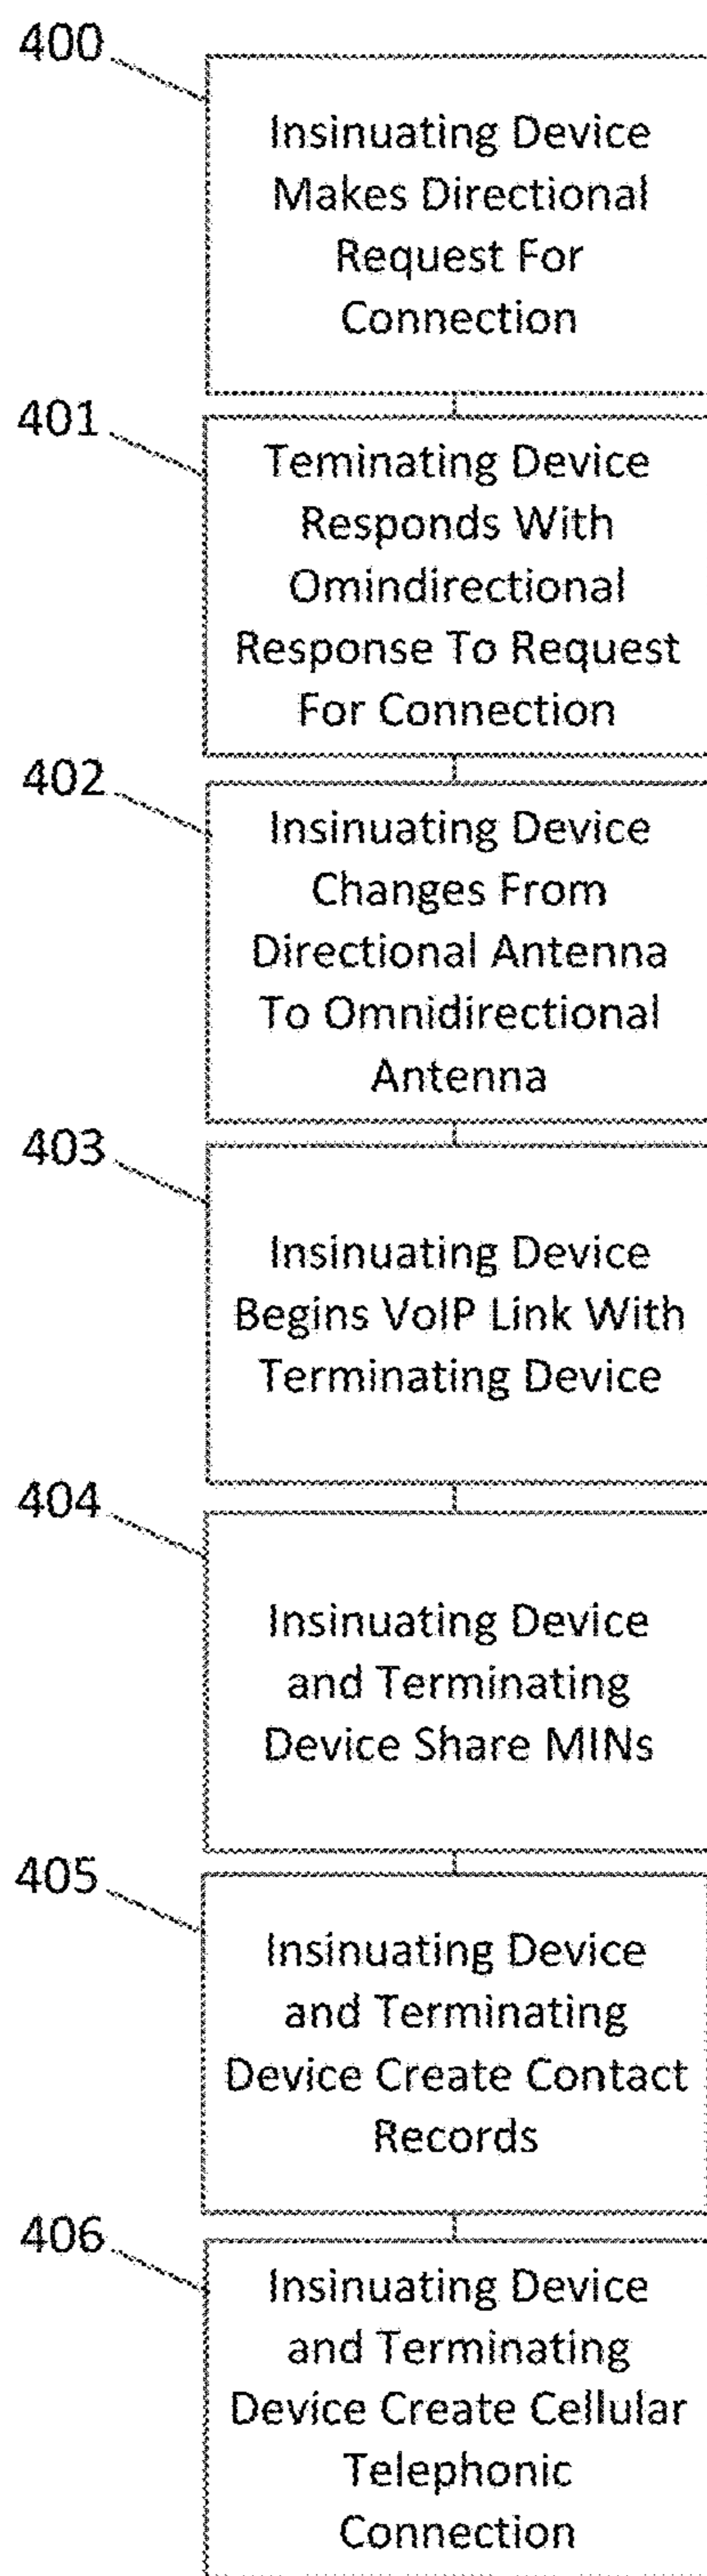 400
Insinuating Device
Makes Directional
Request For
Connection
401
Teminating Device
Responds With
Omindirectional
Response To Request
For Connection
402
Insinuating Device
Changes From
Directional Antenna
To Omnidirectional
Antenna
403
Insinuating Device
Begins VoIP Link With
Terminating Device
404
Insinuating Device
and Terminating
Device Share MINs
405
Insinuating Device
and Terminating
Device Create Contact
Records
406
Insinuating Device
and Terminating
Device Create Cellular
Telephonic
Connection